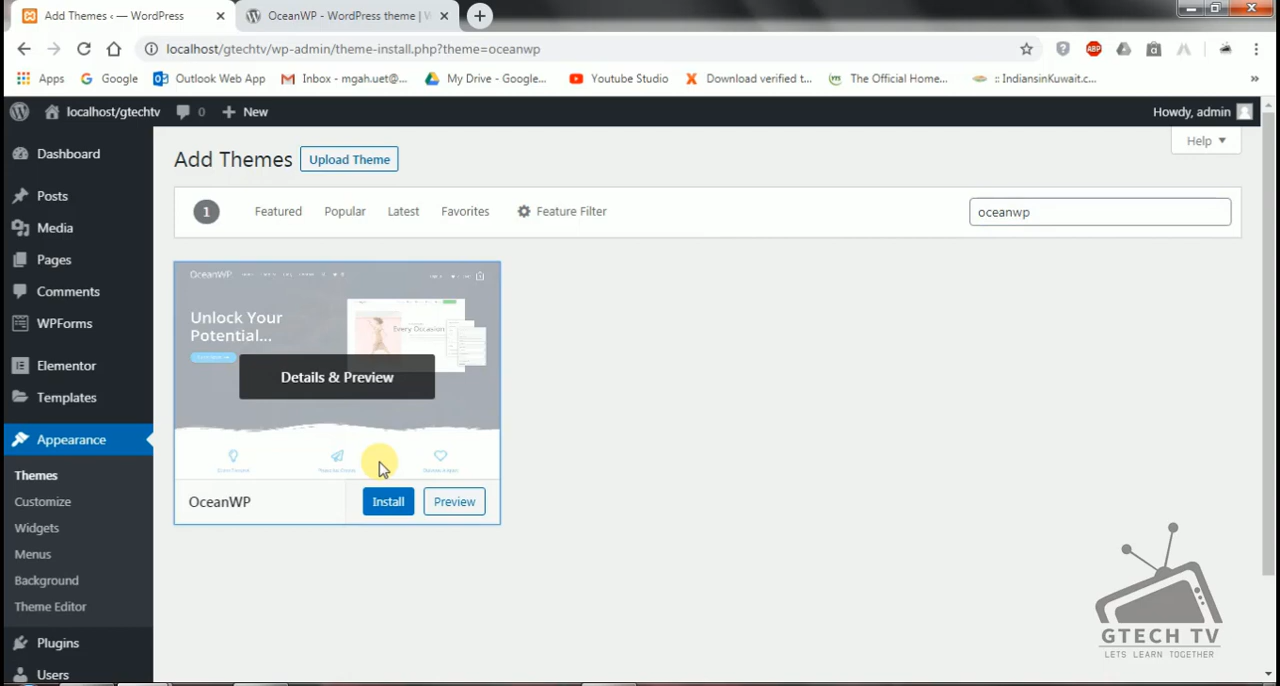 Add Themes ‹ — WordPress
OceanWP - WordPress theme | W
localhost/gtechtv/wp-admin/theme-install.php?theme=oceanwp
ABP
Apps
Google
Outlook Web App
Inbox - mgah.uet@...
My Drive - Google...
Youtube Studio
Download verified t...
The Official Home...
:: IndiansinKuwait.c...
»
localhost/gtechtv
0
New
Howdy, admin
Dashboard
Posts
Media
Pages
Comments
WPForms
Elementor
Templates
Appearance
Themes
Customize
Widgets
Menus
Background
Theme Editor
Plugins
Users
Help
Add Themes
Upload Theme
1
Featured
Popular
Latest
Favorites
Feature Filter
oceanwp
OceanWP
Unlock Your
Potential...
Every Occasion
Details & Preview
OceanWP
Install
Preview
GTECH TV
LETS LEARN TOGETHER